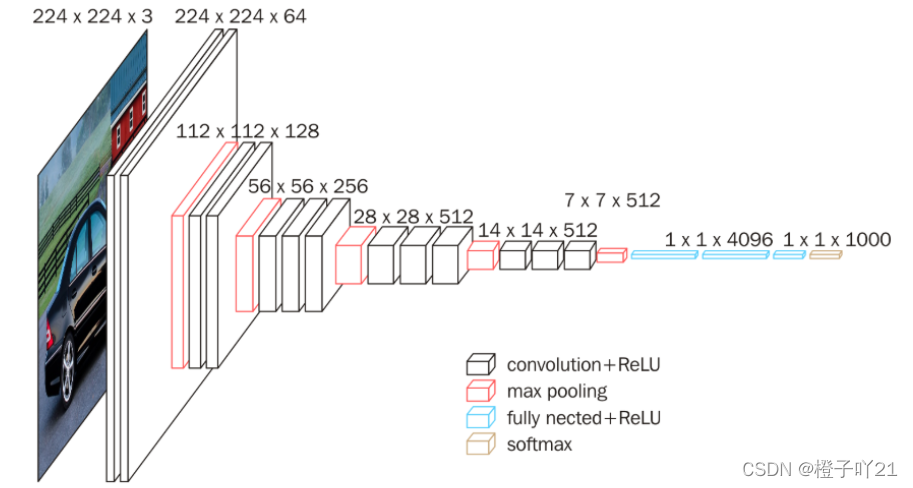 224 x 224 x 3
224 x 224 x 64
112 x 112 x 128
56 x 56 x 256
28 x 28 x 512
14 x 14 x 512
7 x 7 x 512
1 x 1 x 4096
1 x 1 x 1000
convolution+ReLU
max pooling
fully nected+ReLU
softmax
CSDN @橙子吖21